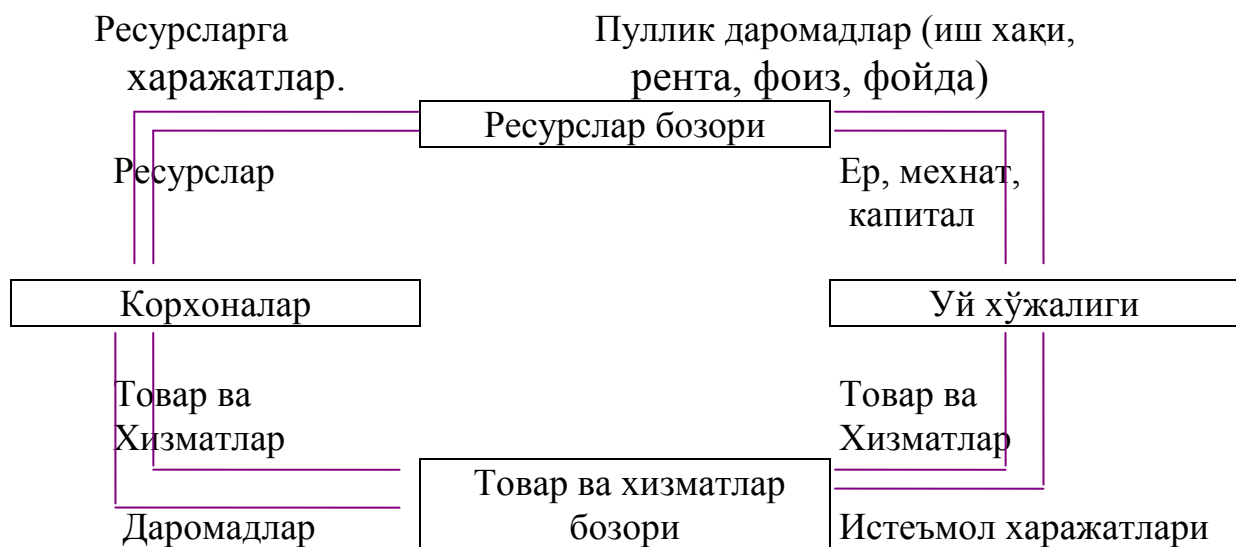 Ресурсларга
харажатлар.
Пуллик даромадлар (иш хақи,
рента, фоиз, фойда)
Ресурслар бозори
Ресурслар
Ер, мехнат,
капитал
Корхоналар
Уй хўжалиги
Товар ва
Хизматлар
Товар ва
Хизматлар
Товар ва хизматлар
бозори
Даромадлар
Истеъмол харажатлари